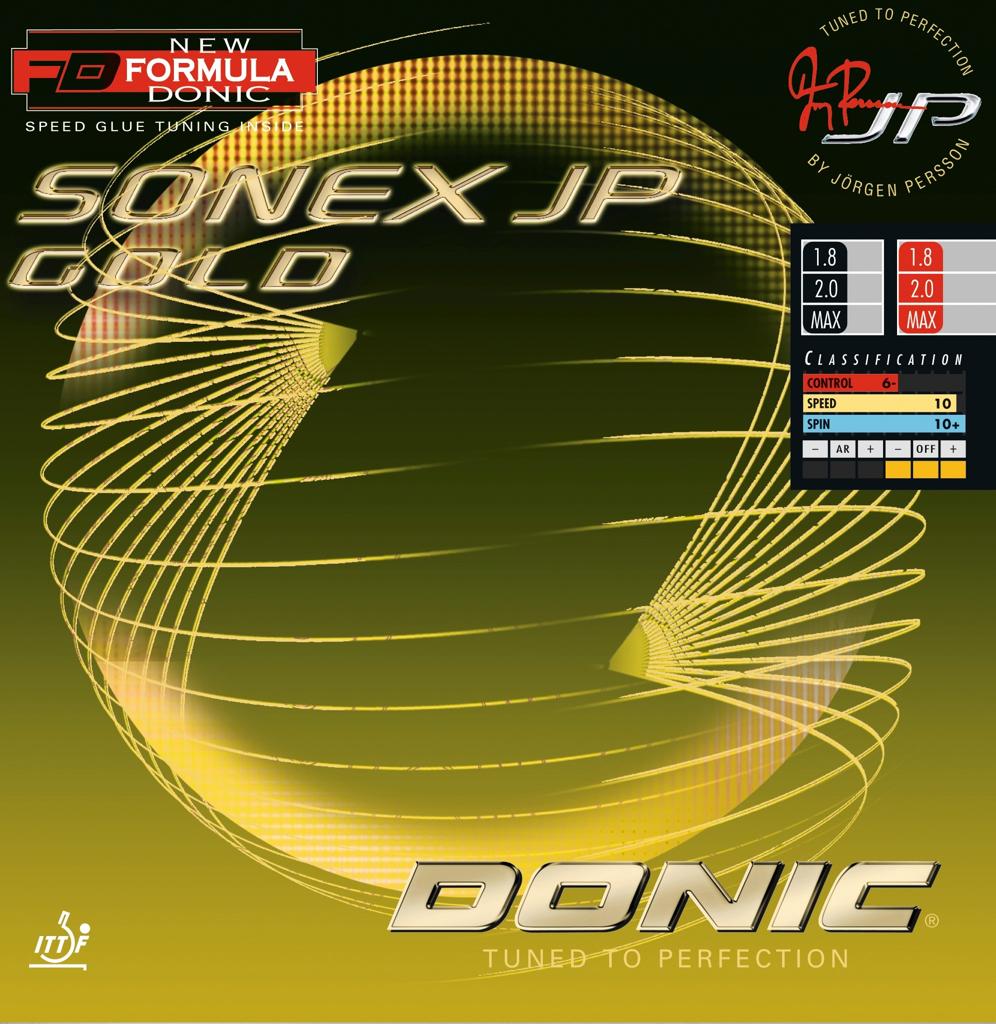 NEW
FD FORMULA
DONIC
SPEED GLUE TUNING INSIDE
TUNED TO PERFECTION
JP
BY JÖRGEN PERSSON
SONEX JP
GOLD
1.8 1.8
2.0 2.0
MAX MAX
CLASSIFICATION
CONTROL 6-
SPEED 10
SPIN 10+
- AR + - OFF +
DONIC®
TUNED TO PERFECTION
ITTF